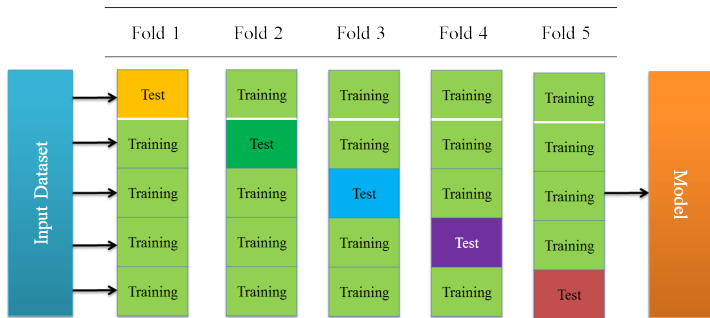 Fold 1 Fold 2 Fold 3 Fold 4 Fold 5
Input Dataset
Test Training Training Training Training
Training Test Training Training Training
Training Training Test Training Training
Training Training Training Test Training
Training Training Training Training Test
Model